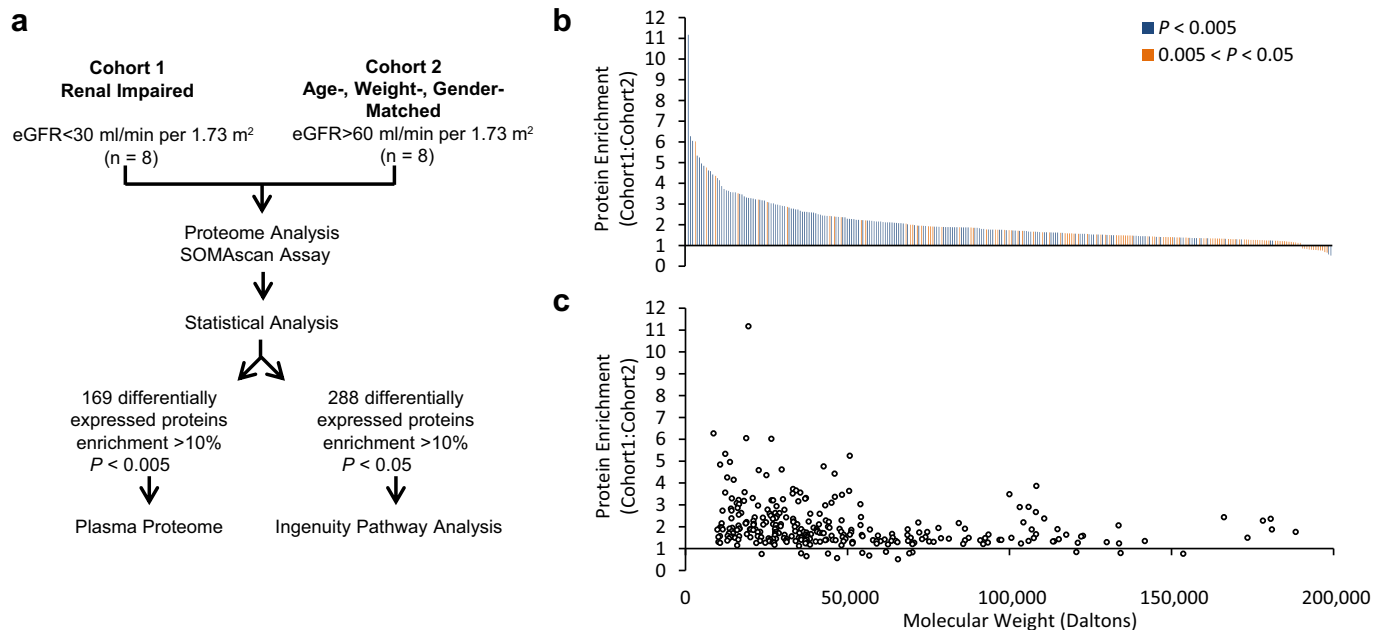 a
Cohort 1
Renal Impaired
eGFR<30 ml/min per 1.73 m²
(n = 8)
Cohort 2
Age-, Weight-, Gender-
Matched
eGFR>60 ml/min per 1.73 m²
(n = 8)
Proteome Analysis
SOMAscan Assay
Statistical Analysis
169 differentially
expressed proteins
enrichment >10%
P < 0.005
Plasma Proteome
288 differentially
expressed proteins
enrichment >10%
P < 0.05
Ingenuity Pathway Analysis
b
Protein Enrichment
(Cohort1:Cohort2)
12
11
10
9
8
7
6
5
4
3
2
1
0
P < 0.005
0.005 < P < 0.05
c
Protein Enrichment
(Cohort1:Cohort2)
12
11
10
9
8
7
6
5
4
3
2
1
0
0 50,000 100,000 150,000 200,000
Molecular Weight (Daltons)